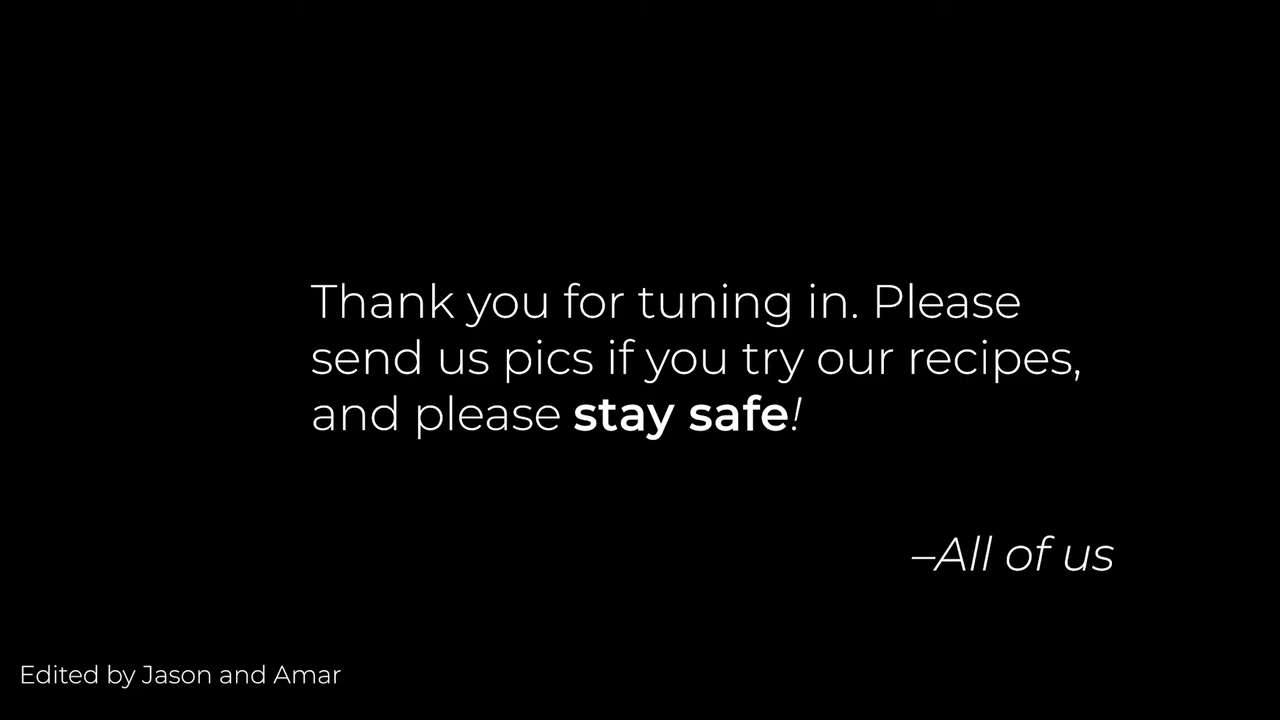 Thank you for tuning in. Please
send us pics if you try our recipes,
and please stay safe!
–All of us
Edited by Jason and Amar